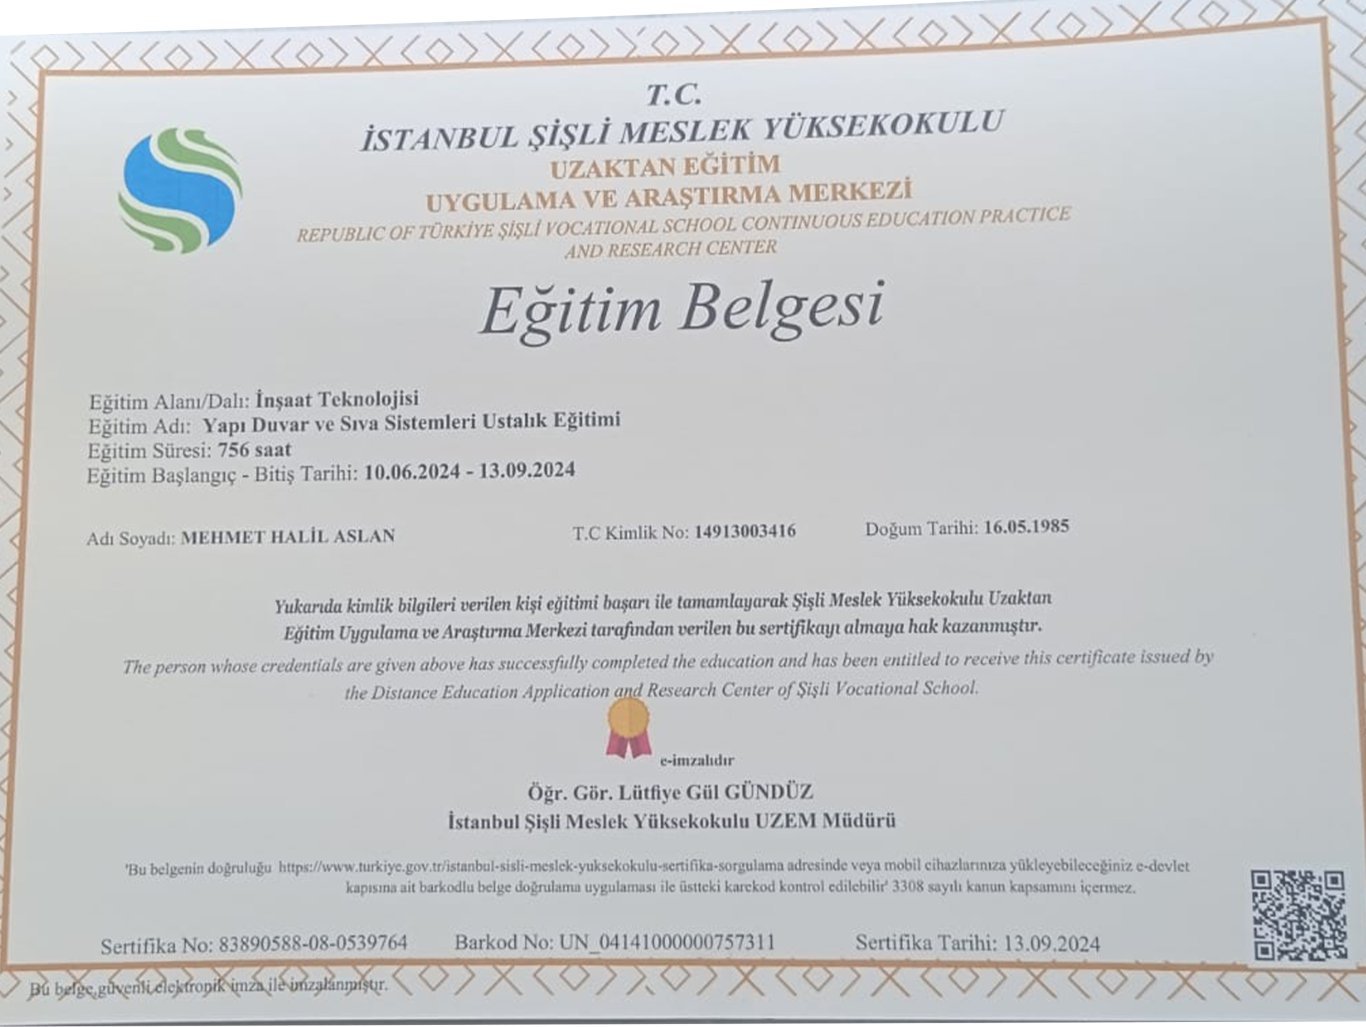 T.C.
İSTANBUL ŞİŞLİ MESLEK YÜKSEKOKULU
UZAKTAN EĞİTİM
UYGULAMA VE ARAŞTIRMA MERKEZİ
REPUBLIC OF TÜRKİYE ŞİŞLİ VOCATIONAL SCHOOL CONTINUOUS EDUCATION PRACTICE
AND RESEARCH CENTER
Eğitim Belgesi
Eğitim Alanı/Dalı: İnşaat Teknolojisi
Eğitim Adı: Yapı Duvar ve Sıva Sistemleri Ustalık Eğitimi
Eğitim Süresi: 756 saat
Eğitim Başlangıç - Bitiş Tarihi: 10.06.2024 - 13.09.2024
Adı Soyadı: MEHMET HALİL ASLAN T.C Kimlik No: 14913003416 Doğum Tarihi: 16.05.1985
Yukarıda kimlik bilgileri verilen kişi eğitimi başarı ile tamamlayarak Şişli Meslek Yüksekokulu Uzaktan
Eğitim Uygulama ve Araştırma Merkezi tarafından verilen bu sertifikayı almaya hak kazanmıştır.
The person whose credentials are given above has successfully completed the education and has been entitled to receive this certificate issued by
the Distance Education Application and Research Center of Şişli Vocational School.
e-imzalıdır
Öğr. Gör. Lütfiye Gül GÜNDÜZ
İstanbul Şişli Meslek Yüksekokulu UZEM Müdürü
'Bu belgenin doğruluğu https://www.turkiye.gov.tr/istanbul-sisli-meslek-yuksekokulu-sertifika-sorgulama adresinde veya mobil cihazlarınıza yükleyebileceğiniz e-devlet
kapısına ait barkodlu belge doğrulama uygulaması ile üstteki karekod kontrol edilebilir' 3308 sayılı kanun kapsamını içermez.
Sertifika No: 83890588-08-0539764 Barkod No: UN_04141000000757311 Sertifika Tarihi: 13.09.2024
Bu belge,güvenli elektronik imza ile imzalanmıştır.